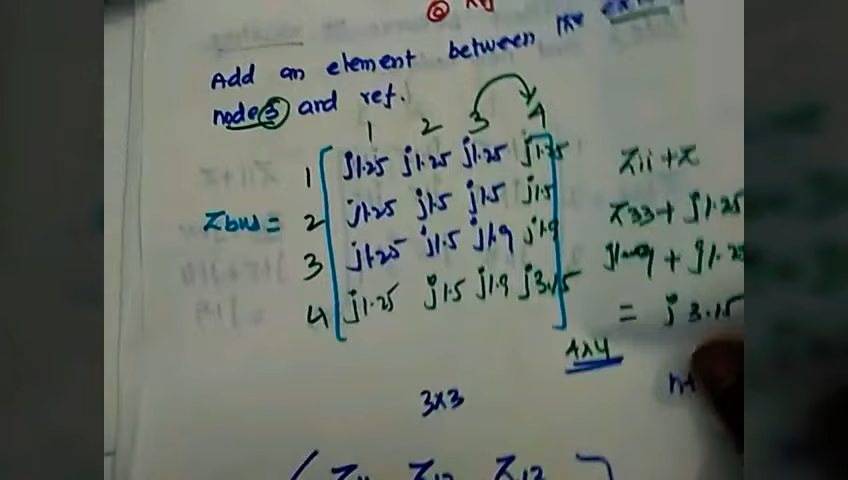 Add an element between the
node 3 and ref.
1 2 3 4
1 j1.25 j1.25 j1.25 j1.25 Z11 + Z
Zbus = 2 j1.25 j1.5 j1.5 j1.5 Z33 + j1.25
3 j1.25 j1.5 j1.9 j1.9 j1.9 + j1.25
4 j1.25 j1.5 j1.9 j3.15 = j3.15
4x4
3x3
Z11 Z12 Z12